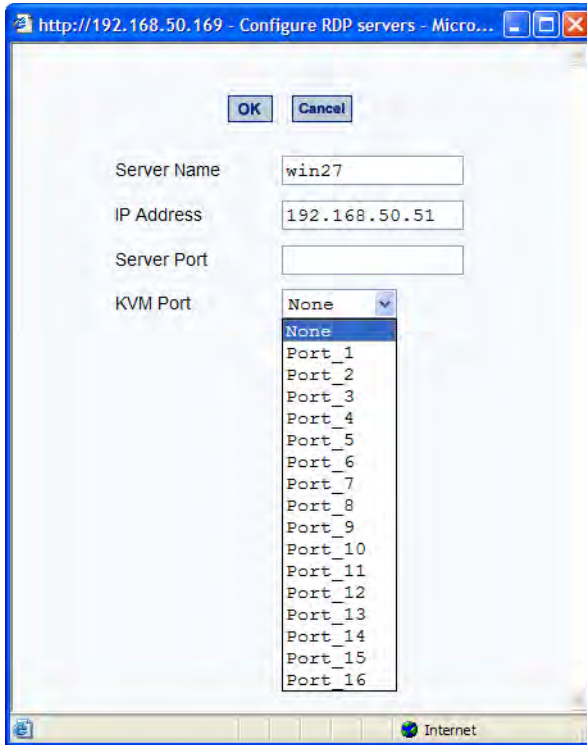 http://192.168.50.169 - Configure RDP servers - Micro...
OK Cancel
Server Name win27
IP Address 192.168.50.51
Server Port
KVM Port None
None
Port_1
Port_2
Port_3
Port_4
Port_5
Port_6
Port_7
Port_8
Port_9
Port_10
Port_11
Port_12
Port_13
Port_14
Port_15
Port_16
Internet